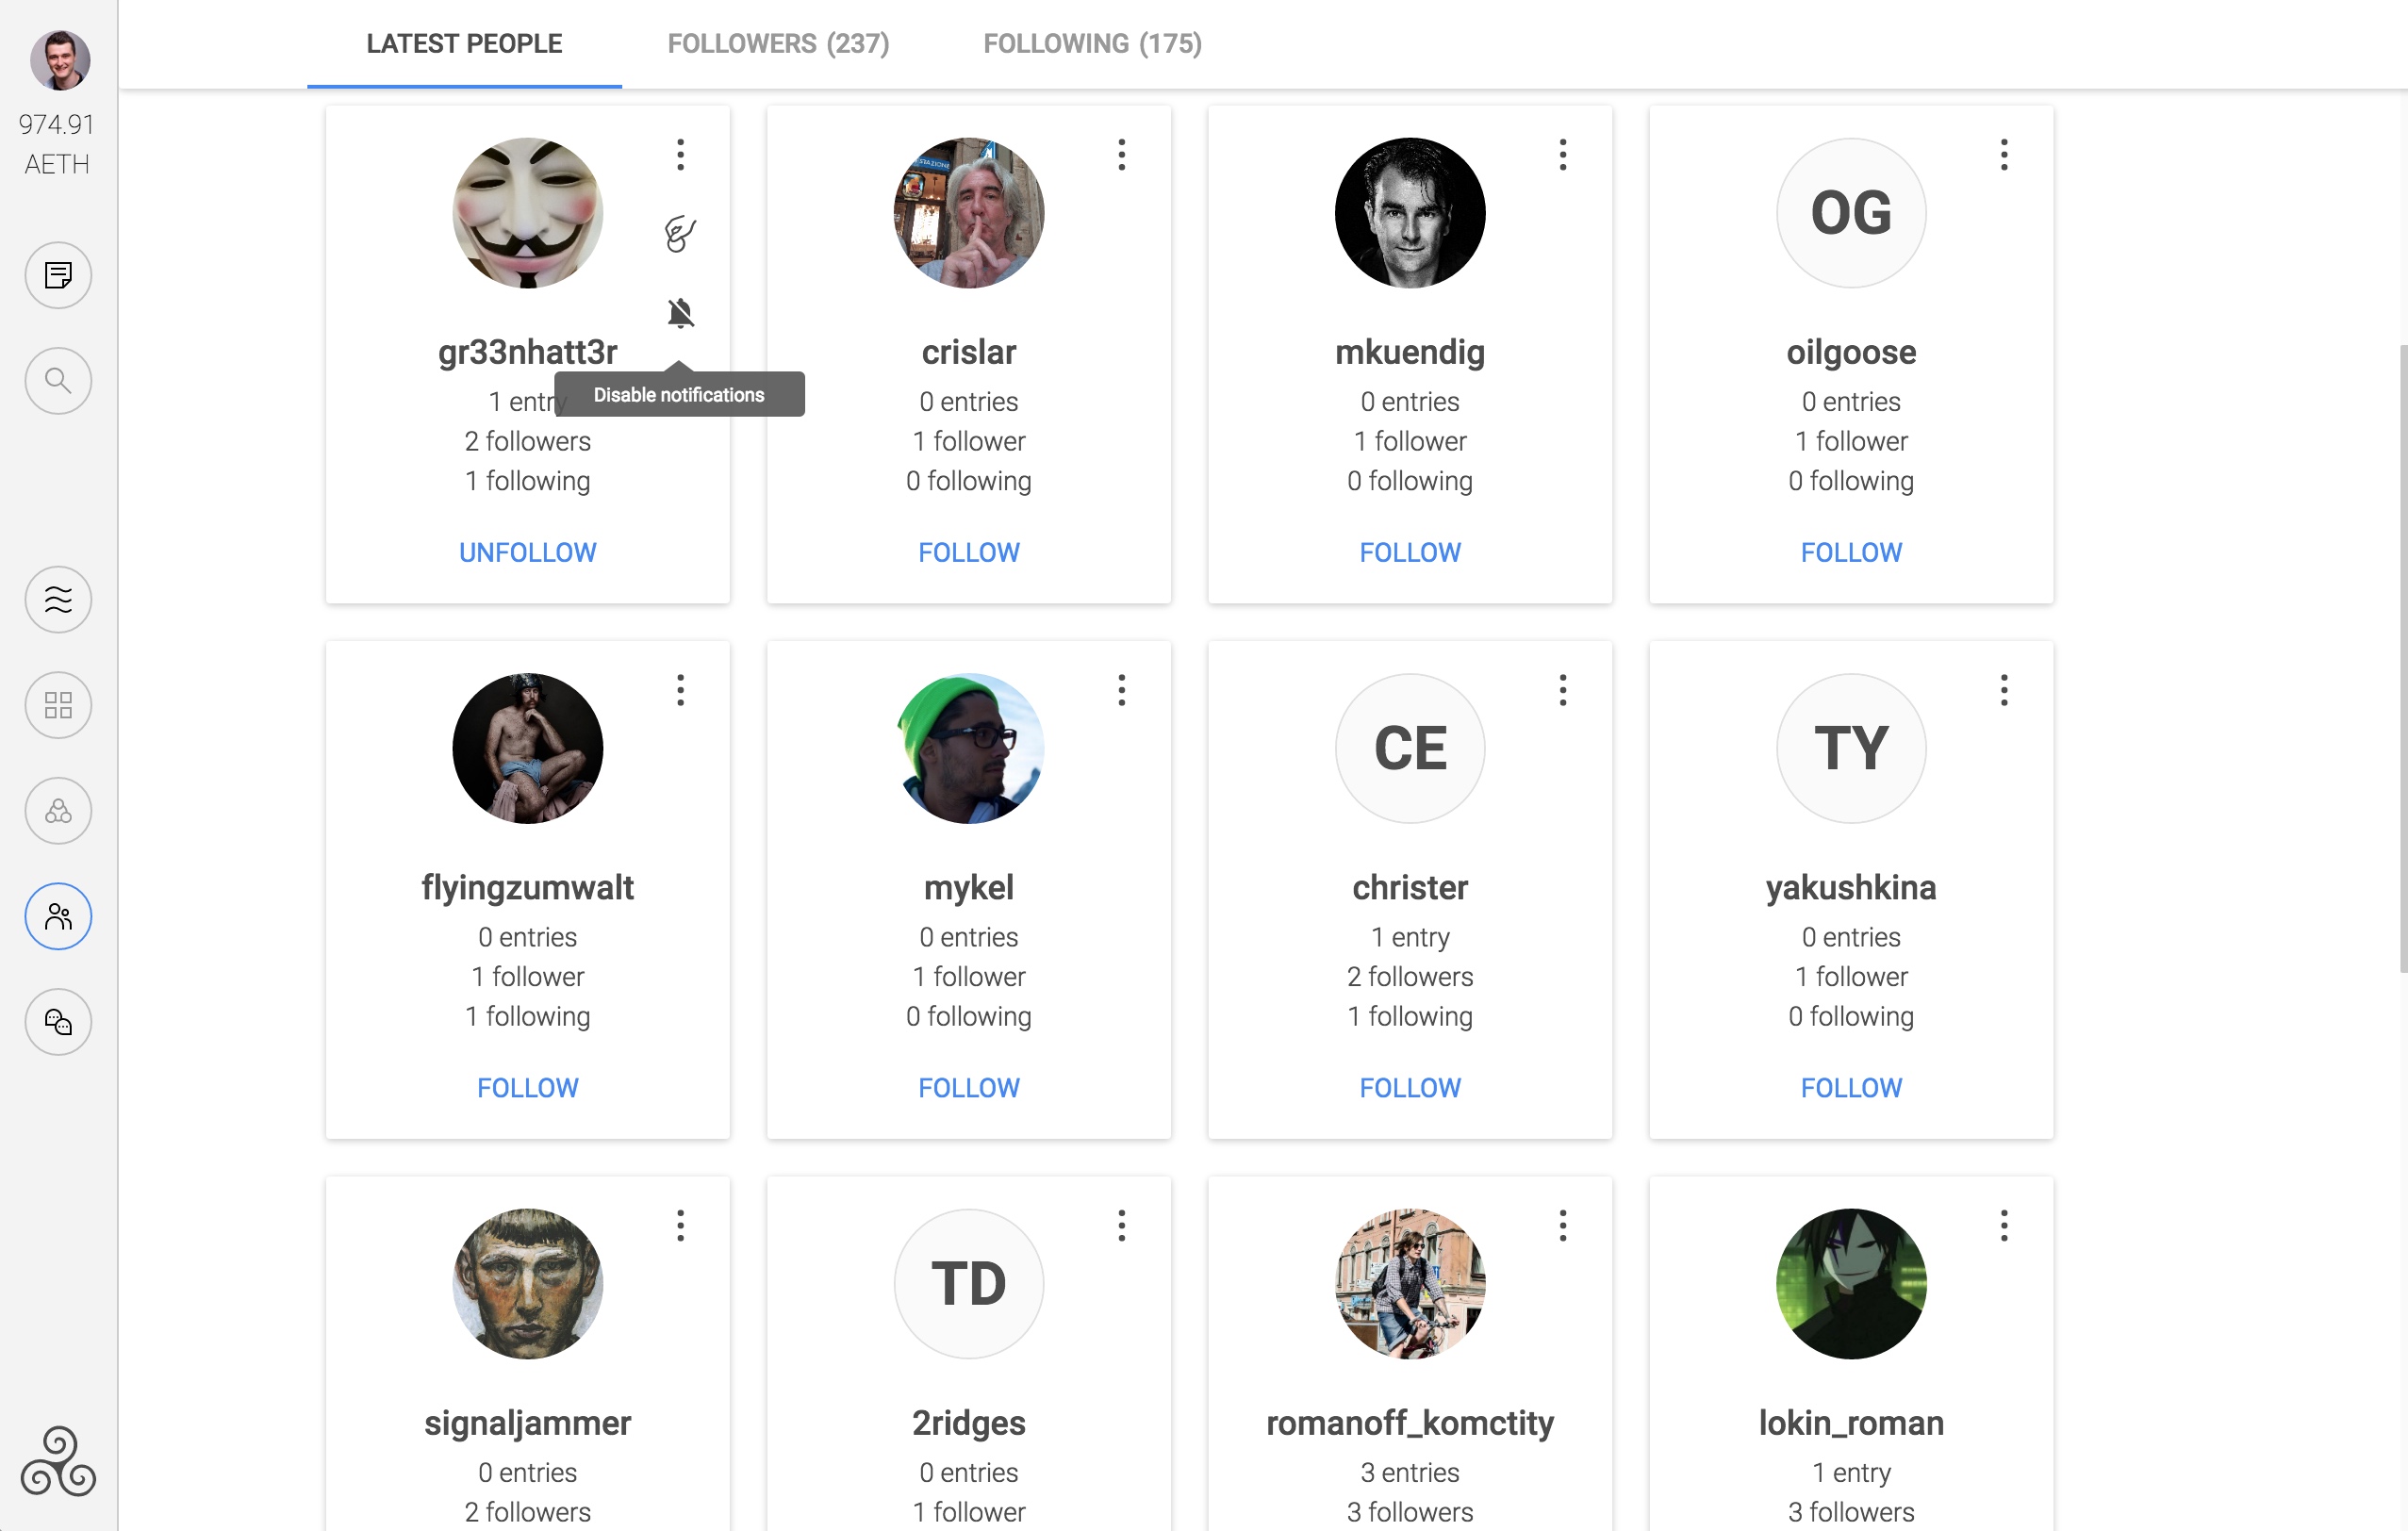 LATEST PEOPLE
FOLLOWERS (237)
FOLLOWING (175)
974.91
AETH
gr33nhatt3r
1 entry
Disable notifications
2 followers
1 following
UNFOLLOW
crislar
0 entries
1 follower
0 following
FOLLOW
mkuendig
0 entries
1 follower
0 following
FOLLOW
OG
oilgoose
0 entries
1 follower
0 following
FOLLOW
flyingzumwalt
0 entries
1 follower
1 following
FOLLOW
mykel
0 entries
1 follower
0 following
FOLLOW
CE
christer
1 entry
2 followers
1 following
FOLLOW
TY
yakushkina
0 entries
1 follower
0 following
FOLLOW
signaljammer
0 entries
2 followers
TD
2ridges
0 entries
1 follower
romanoff_komctity
3 entries
3 followers
lokin_roman
1 entry
3 followers